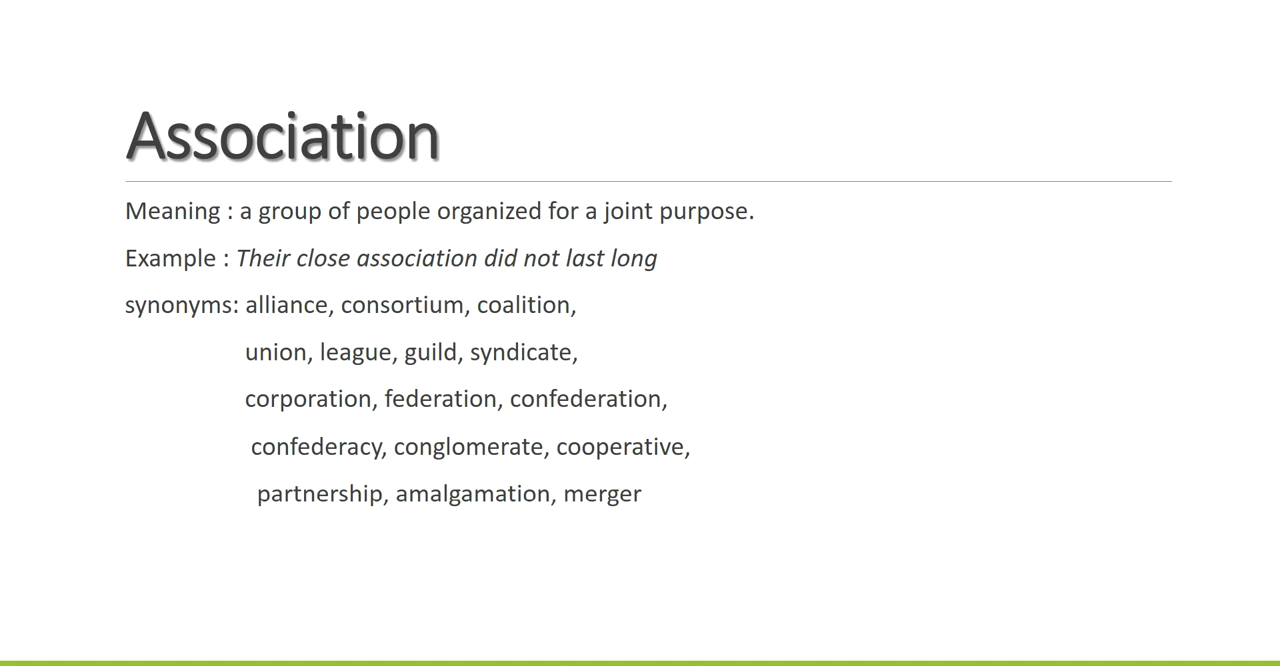 Association
Meaning : a group of people organized for a joint purpose.
Example : Their close association did not last long
synonyms: alliance, consortium, coalition,
union, league, guild, syndicate,
corporation, federation, confederation,
confederacy, conglomerate, cooperative,
partnership, amalgamation, merger